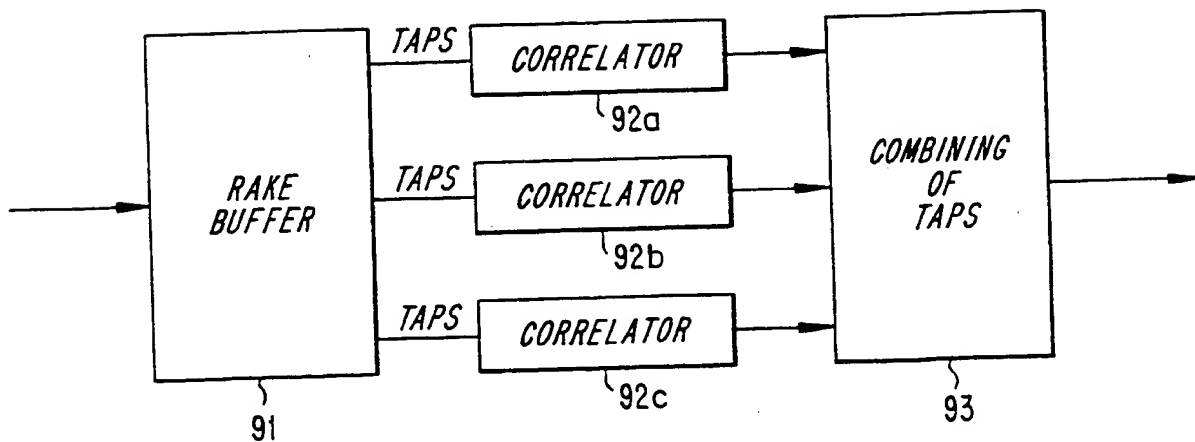 TAPS
CORRELATOR
92a
RAKE
BUFFER
TAPS
CORRELATOR
92b
COMBINING
OF
TAPS
TAPS
CORRELATOR
92c
91
93